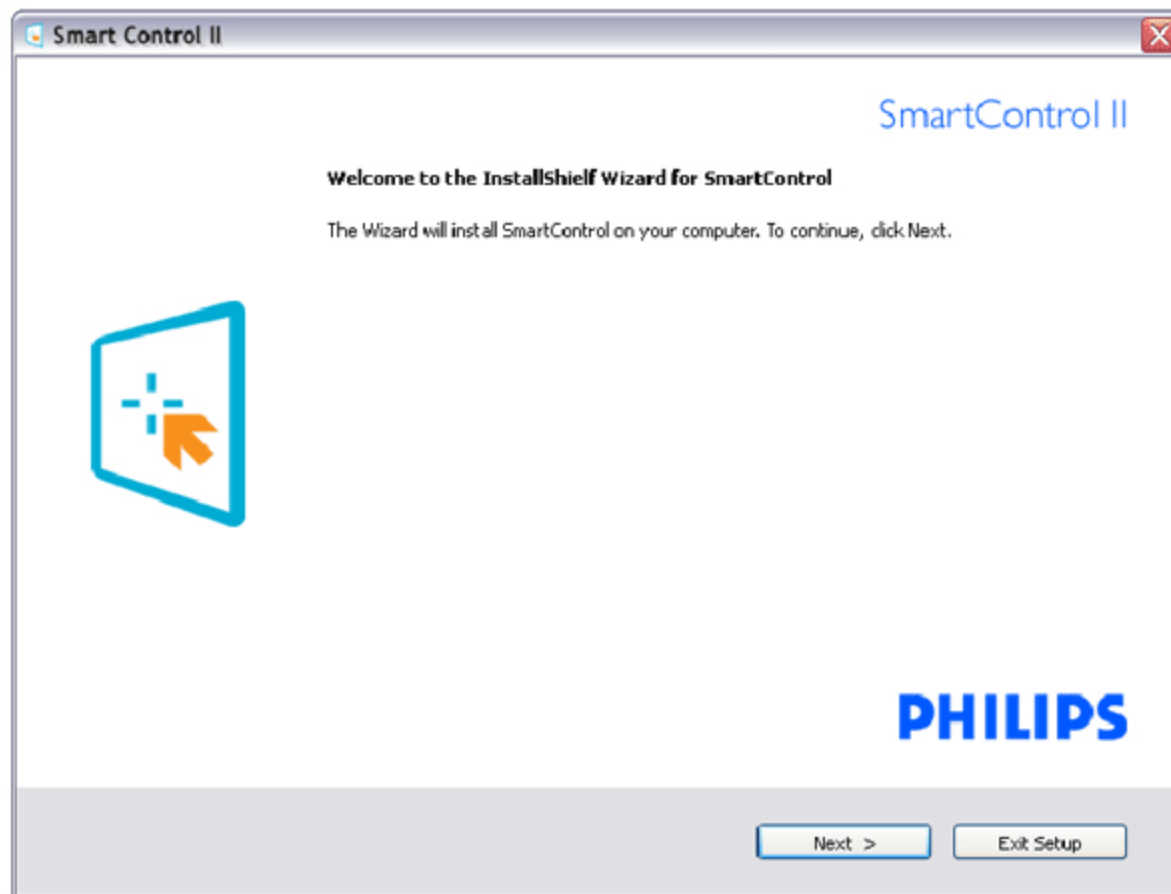 Smart Control II
SmartControl II
Welcome to the InstallShielf Wizard for SmartControl
The Wizard will install SmartControl on your computer. To continue, click Next.
PHILIPS
Next >
Exit Setup